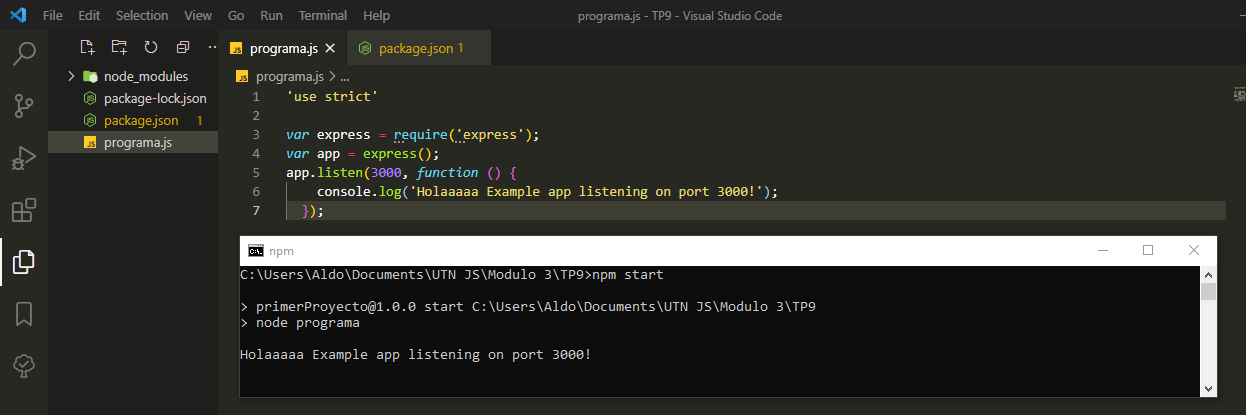 File Edit Selection View Go Run Terminal Help programa.js - TP9 - Visual Studio Code
programa.js package.json 1
node_modules
package-lock.json
package.json 1
programa.js
programa.js > ...
1 'use strict'
2
3 var express = require('express');
4 var app = express();
5 app.listen(3000, function () {
6 console.log('Holaaaaa Example app listening on port 3000!');
7 });
npm
C:\Users\Aldo\Documents\UTN JS\Modulo 3\TP9>npm start
> primerProyecto@1.0.0 start C:\Users\Aldo\Documents\UTN JS\Modulo 3\TP9
> node programa
Holaaaaa Example app listening on port 3000!